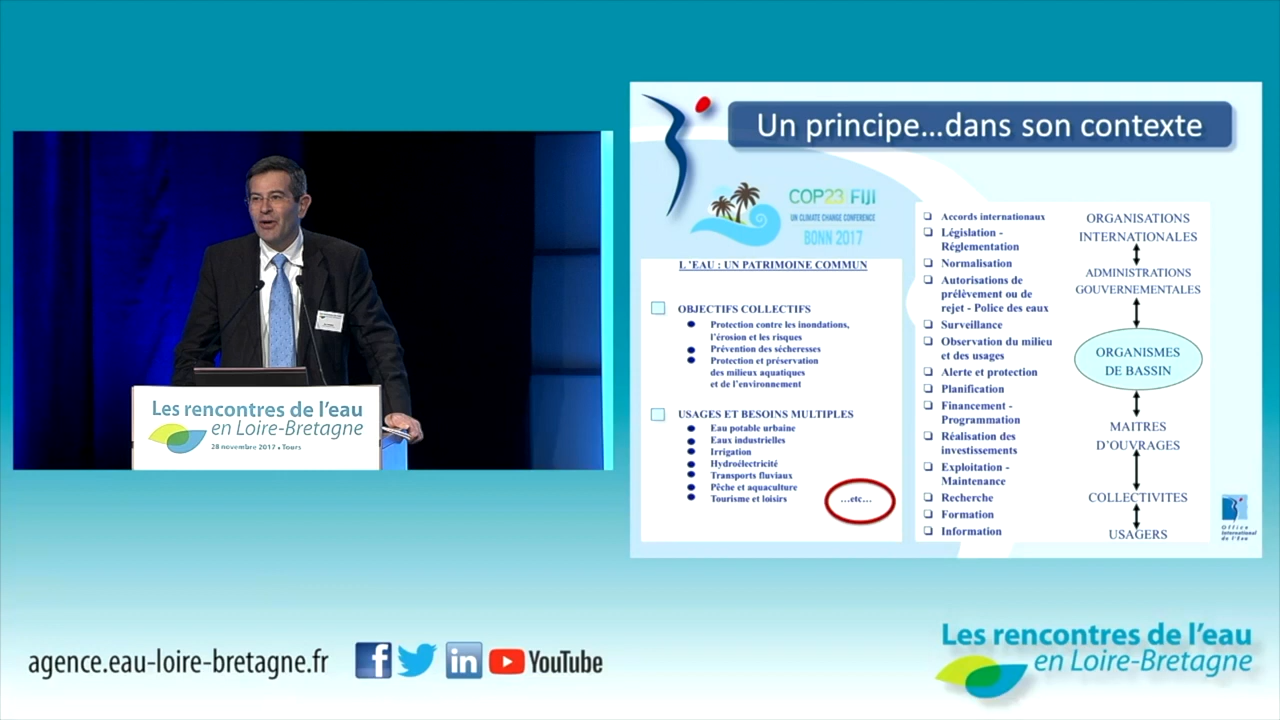 Les rencontres de l'eau
en Loire-Bretagne
28 novembre 2017 • Tours
Un principe...dans son contexte
COP23 FIJI
UN CLIMATE CHANGE CONFERENCE
BONN 2017
L'EAU : UN PATRIMOINE COMMUN
OBJECTIFS COLLECTIFS
Protection contre les inondations,
l'érosion et les risques
Prévention des sécheresses
Protection et préservation
des milieux aquatiques
et de l'environnement
USAGES ET BESOINS MULTIPLES
Eau potable urbaine
Eaux industrielles
Irrigation
Hydroélectricité
Transports fluviaux
Pêche et aquaculture
Tourisme et loisirs
...etc...
Accords internationaux
Législation -
Réglementation
Normalisation
Autorisations de
prélèvement ou de
rejet - Police des eaux
Surveillance
Observation du milieu
et des usages
Alerte et protection
Planification
Financement -
Programmation
Réalisation des
investissements
Exploitation -
Maintenance
Recherche
Formation
Information
ORGANISATIONS
INTERNATIONALES
ADMINISTRATIONS
GOUVERNEMENTALES
ORGANISMES
DE BASSIN
MAITRES
D'OUVRAGES
COLLECTIVITES
USAGERS
Office
International
de l'Eau
agence.eau-loire-bretagne.fr
f
in
YouTube
Les rencontres de l'eau
en Loire-Bretagne